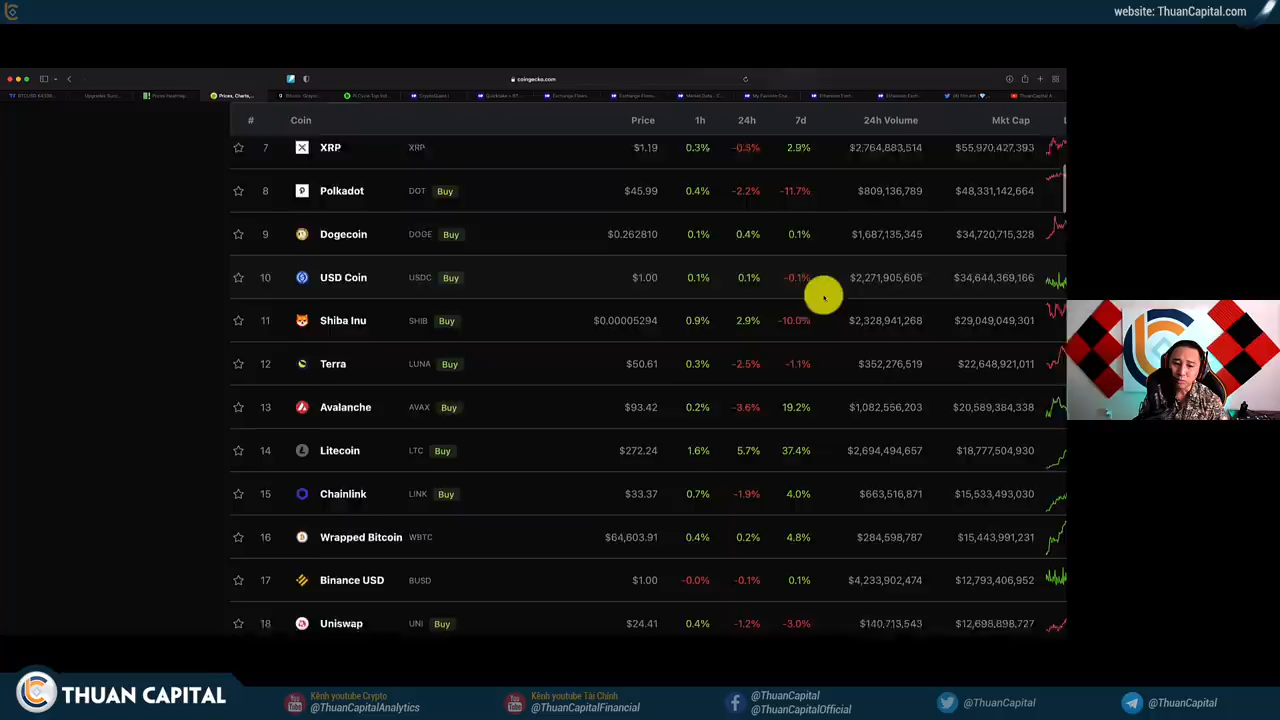 website: ThuanCapital.com
coingecko.com
# Coin Price 1h 24h 7d 24h Volume Mkt Cap
7 XRP XRP $1.19 0.3% 2.9% $2,764,883,514 $55,970,427,393
8 Polkadot DOT Buy $45.99 0.4% -2.2% -11.7% $809,136,789 $48,331,142,664
9 Dogecoin DOGE Buy $0.262810 0.1% 0.4% 0.1% $1,687,135,345 $34,720,715,328
10 USD Coin USDC Buy $1.00 0.1% 0.1% -0.1% $2,271,905,605 $34,644,369,166
11 Shiba Inu SHIB Buy $0.00005294 0.9% 2.9% -10.0% $2,328,941,268 $29,049,049,301
12 Terra LUNA Buy $50.61 0.3% -2.5% -1.1% $352,276,519 $22,648,921,011
13 Avalanche AVAX Buy $93.42 0.2% -3.6% 19.2% $1,082,556,203 $20,589,384,338
14 Litecoin LTC Buy $272.24 1.6% 5.7% 37.4% $2,694,494,657 $18,777,504,930
15 Chainlink LINK Buy $33.37 0.7% -1.9% 4.0% $663,516,871 $15,533,493,030
16 Wrapped Bitcoin WBTC $64,603.91 0.4% 0.2% 4.8% $284,598,787 $15,443,991,231
17 Binance USD BUSD $1.00 -0.0% -0.1% 0.1% $4,233,902,474 $12,793,406,952
18 Uniswap UNI Buy $24.41 0.4% -1.2% -3.0% $140,713,543 $12,698,898,727
THUAN CAPITAL
Kênh youtube Crypto
@ThuanCapitalAnalytics
Kênh youtube Tài Chính
@ThuanCapitalFinancial
@ThuanCapital
@ThuanCapitalOfficial
@ThuanCapital
@ThuanCapital